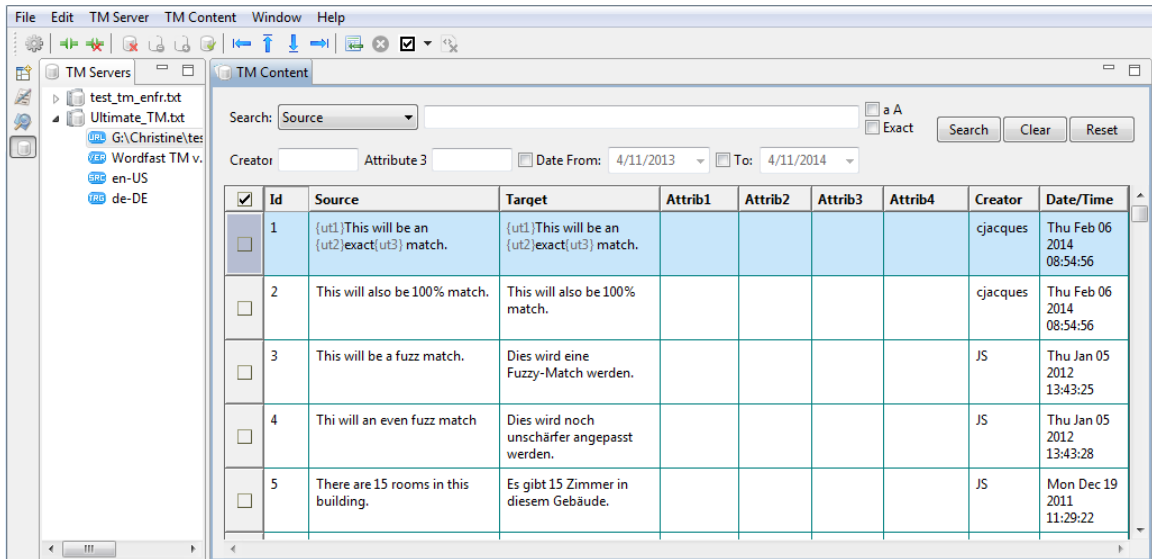 File Edit TM Server TM Content Window Help
TM Servers
TM Content
test_tm_enfr.txt
Ultimate_TM.txt
URL G:\Christine\tes
VER Wordfast TM v.
SRC en-US
TRG de-DE
Search: Source
a A
Exact
Search Clear Reset
Creator Attribute 3 Date From: 4/11/2013 To: 4/11/2014
Id Source Target Attrib1 Attrib2 Attrib3 Attrib4 Creator Date/Time
1 {ut1}This will be an {ut1}This will be an cjacques Thu Feb 06
{ut2}exact{ut3} match. {ut2}exact{ut3} match. 2014
08:54:56
2 This will also be 100% match. This will also be 100% cjacques Thu Feb 06
match. 2014
08:54:56
3 This will be a fuzz match. Dies wird eine JS Thu Jan 05
Fuzzy-Match werden. 2012
13:43:25
4 Thi will an even fuzz match Dies wird noch JS Thu Jan 05
unschärfer angepasst 2012
werden. 13:43:28
5 There are 15 rooms in this Es gibt 15 Zimmer in JS Mon Dec 19
building. diesem Gebäude. 2011
11:29:22